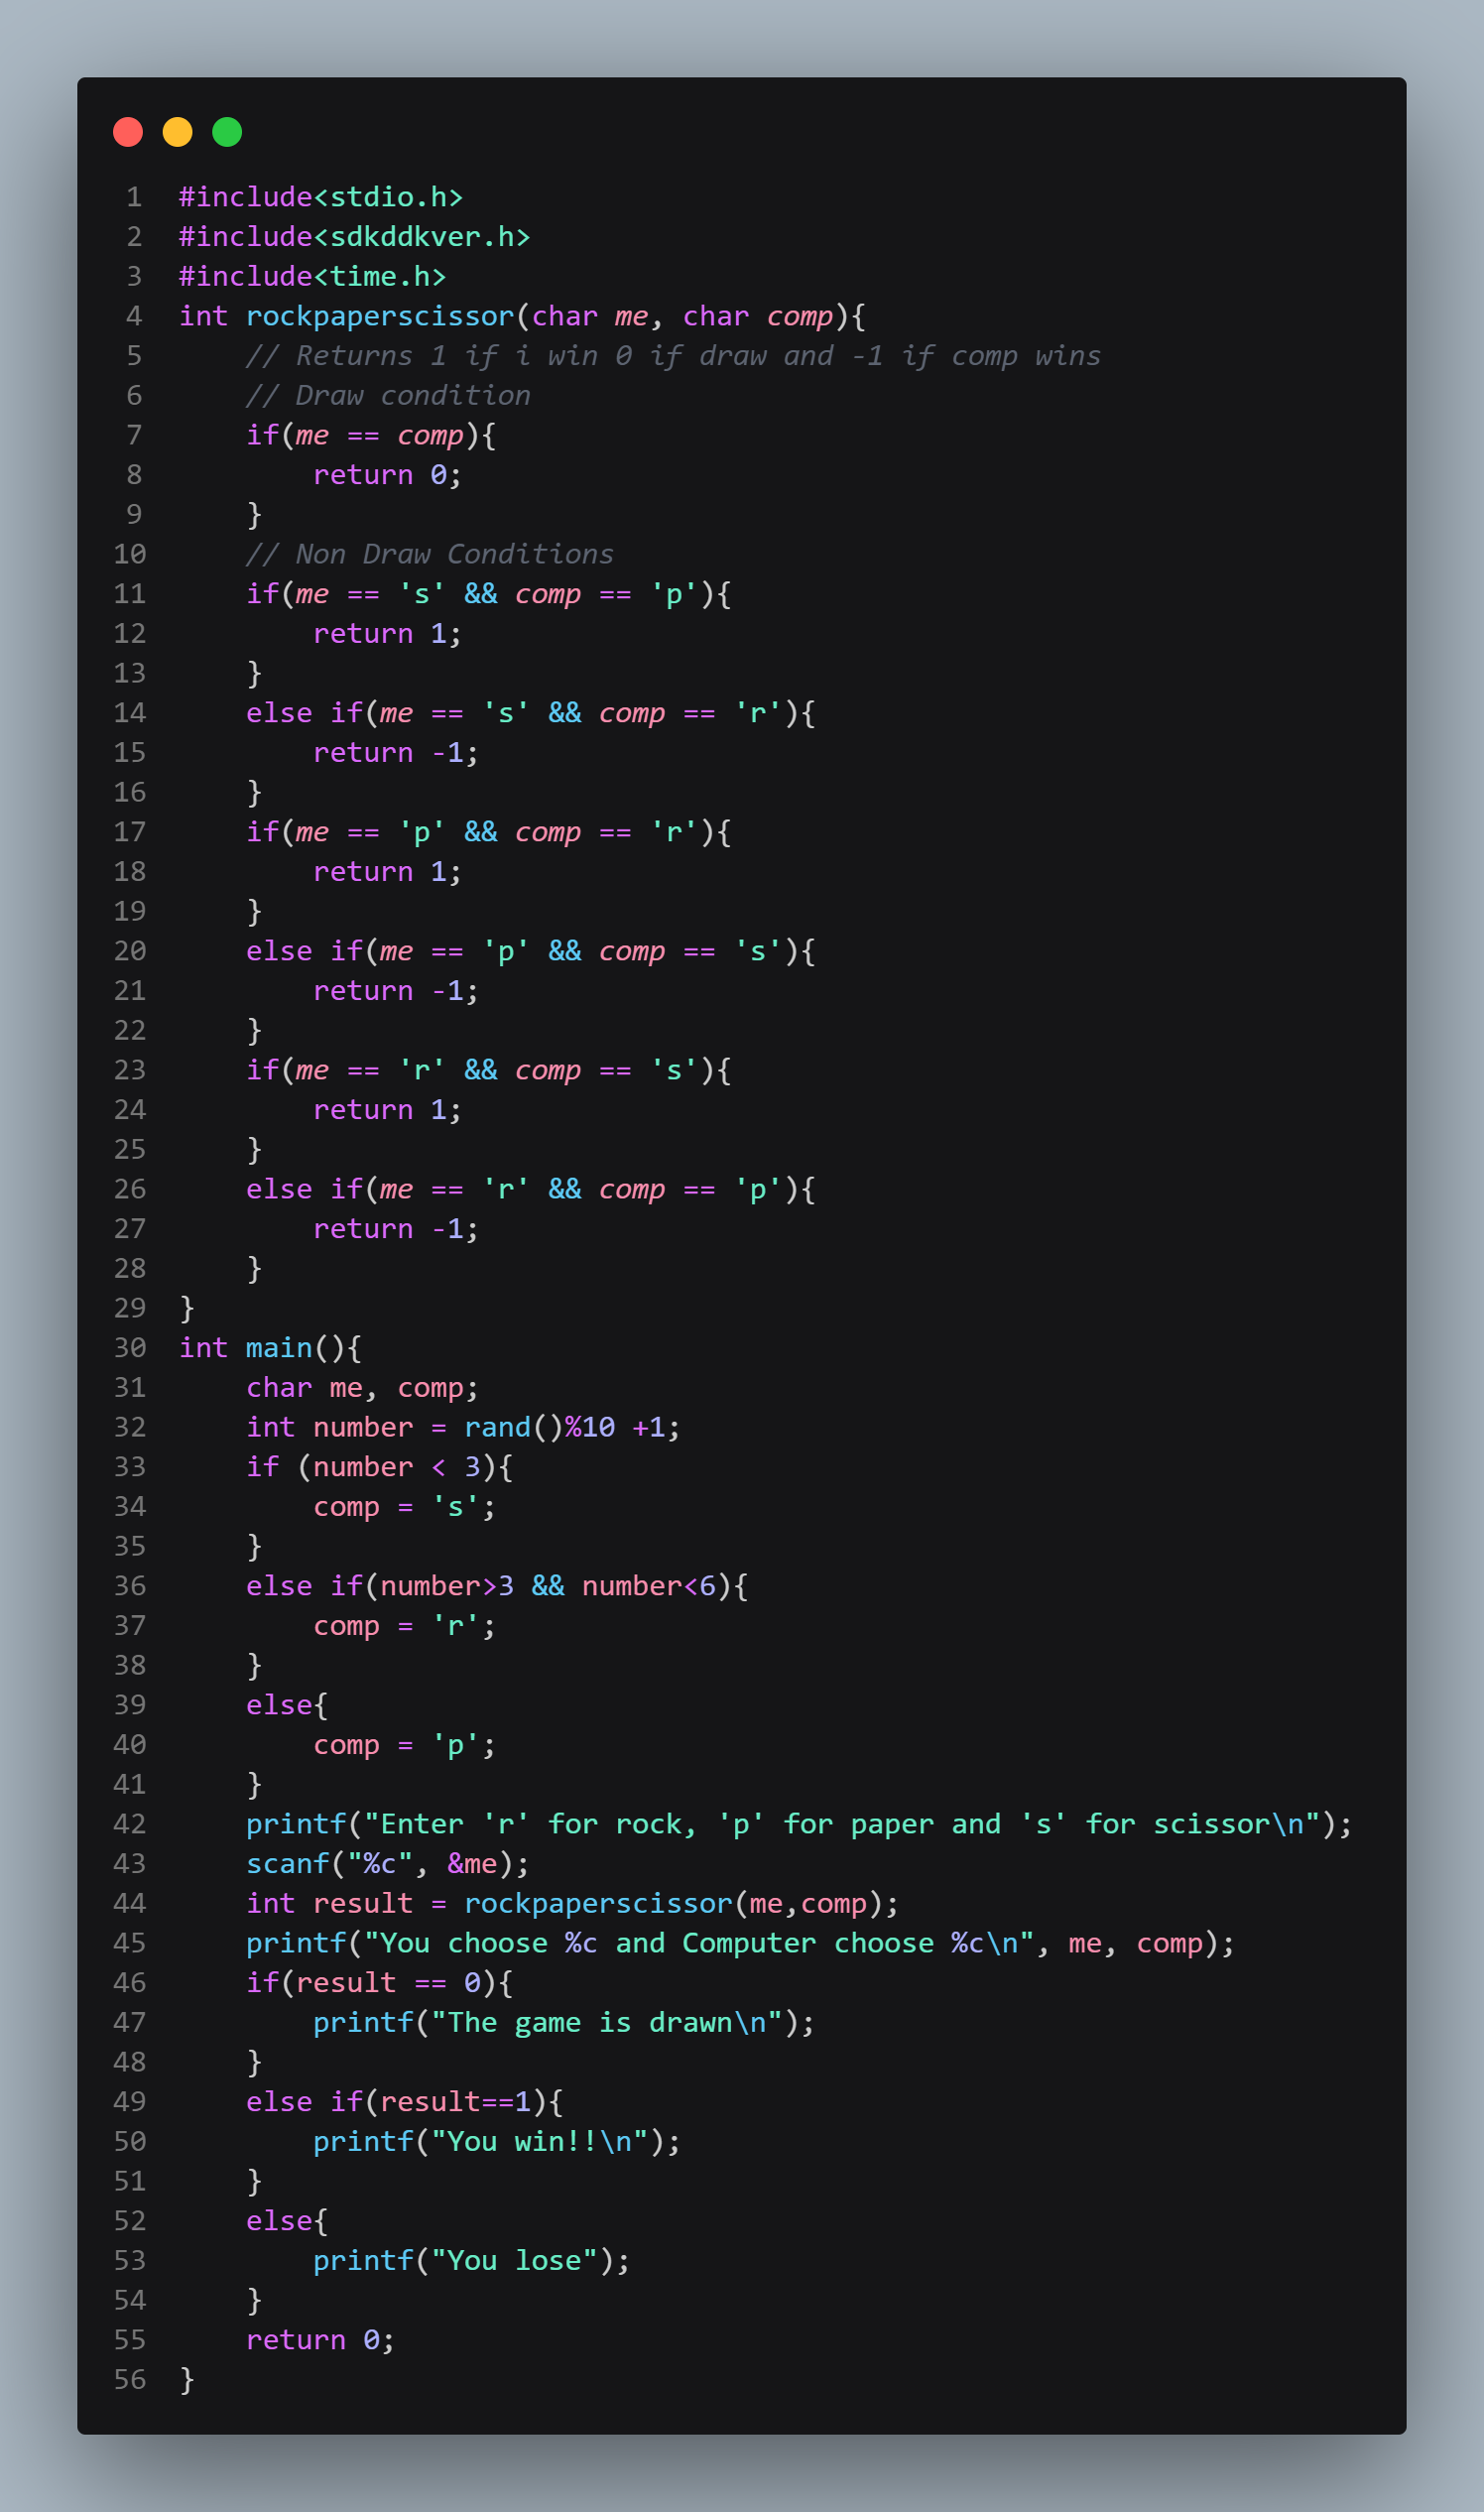 1 #include<stdio.h>
2 #include<sdkddkver.h>
3 #include<time.h>
4 int rockpaperscissor(char me, char comp){
5     // Returns 1 if i win 0 if draw and -1 if comp wins
6     // Draw condition
7     if(me == comp){
8         return 0;
9     }
10     // Non Draw Conditions
11     if(me == 's' && comp == 'p'){
12         return 1;
13     }
14     else if(me == 's' && comp == 'r'){
15         return -1;
16     }
17     if(me == 'p' && comp == 'r'){
18         return 1;
19     }
20     else if(me == 'p' && comp == 's'){
21         return -1;
22     }
23     if(me == 'r' && comp == 's'){
24         return 1;
25     }
26     else if(me == 'r' && comp == 'p'){
27         return -1;
28     }
29 }
30 int main(){
31     char me, comp;
32     int number = rand()%10 +1;
33     if (number < 3){
34         comp = 's';
35     }
36     else if(number>3 && number<6){
37         comp = 'r';
38     }
39     else{
40         comp = 'p';
41     }
42     printf("Enter 'r' for rock, 'p' for paper and 's' for scissor\n");
43     scanf("%c", &me);
44     int result = rockpaperscissor(me,comp);
45     printf("You choose %c and Computer choose %c\n", me, comp);
46     if(result == 0){
47         printf("The game is drawn\n");
48     }
49     else if(result==1){
50         printf("You win!!\n");
51     }
52     else{
53         printf("You lose");
54     }
55     return 0;
56 }